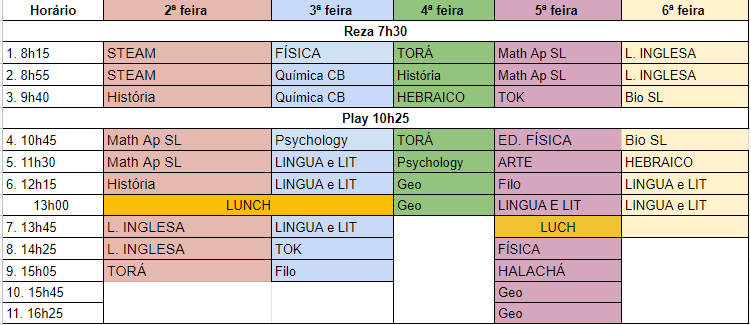 Horário 2ª feira 3ª feira 4ª feira 5ª feira 6ª feira
Reza 7h30
1. 8h15 STEAM FÍSICA TORÁ Math Ap SL L. INGLESA
2. 8h55 STEAM Química CB História Math Ap SL L. INGLESA
3. 9h40 História Química CB HEBRAICO TOK Bio SL
Play 10h25
4. 10h45 Math Ap SL Psychology TORÁ ED. FÍSICA Bio SL
5. 11h30 Math Ap SL LINGUA e LIT Psychology ARTE HEBRAICO
6. 12h15 História LINGUA e LIT Geo Filo LINGUA e LIT
13h00 LUNCH Geo LINGUA E LIT LINGUA e LIT
7. 13h45 L. INGLESA LINGUA e LIT LUCH
8. 14h25 L. INGLESA TOK FÍSICA
9. 15h05 TORÁ Filo HALACHÁ
10. 15h45 Geo
11. 16h25 Geo